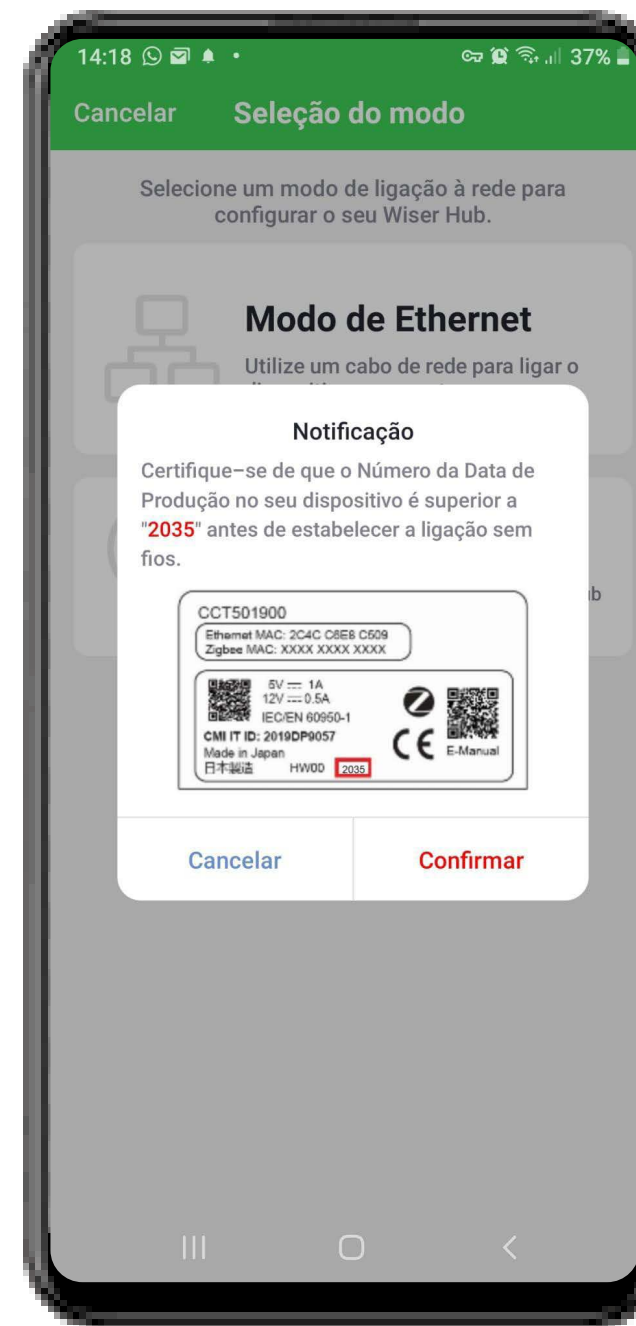 14:18
37%
Cancelar
Seleção do modo
Selecione um modo de ligação à rede para
configurar o seu Wiser Hub.
Modo de Ethernet
Utilize um cabo de rede para ligar o
Notificação
Certifique-se de que o Número da Data de
Produção no seu dispositivo é superior a
"2035" antes de estabelecer a ligação sem
fios.
CCT501900
Ethernet MAC: 2C4C C8E8 C509
Zigbee MAC: XXXX XXXX XXXX
5V 1A
12V 0.5A
IEC/EN 60950-1
CMI IT ID: 2019DP9057
Made in Japan
日本製造 HW00 2035
CE
E-Manual
Cancelar
Confirmar